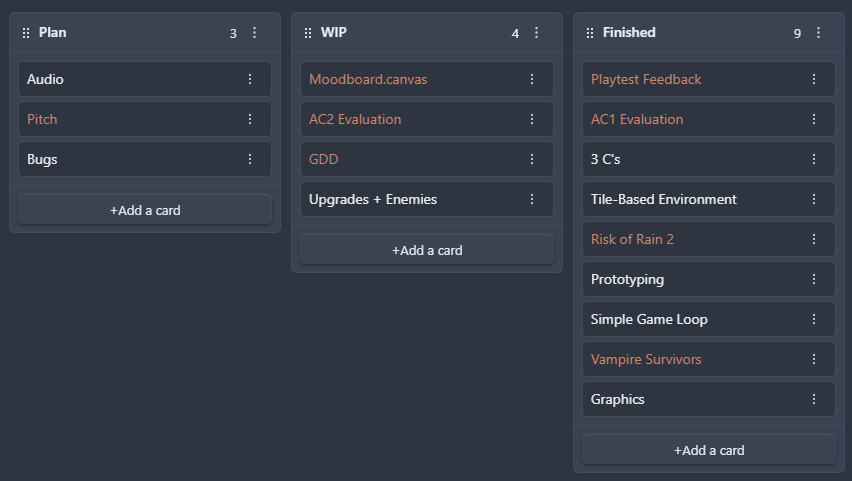 Plan 3
Audio
Pitch
Bugs
+Add a card
WIP 4
Moodboard.canvas
AC2 Evaluation
GDD
Upgrades + Enemies
+Add a card
Finished 9
Playtest Feedback
AC1 Evaluation
3 C's
Tile-Based Environment
Risk of Rain 2
Prototyping
Simple Game Loop
Vampire Survivors
Graphics
+Add a card